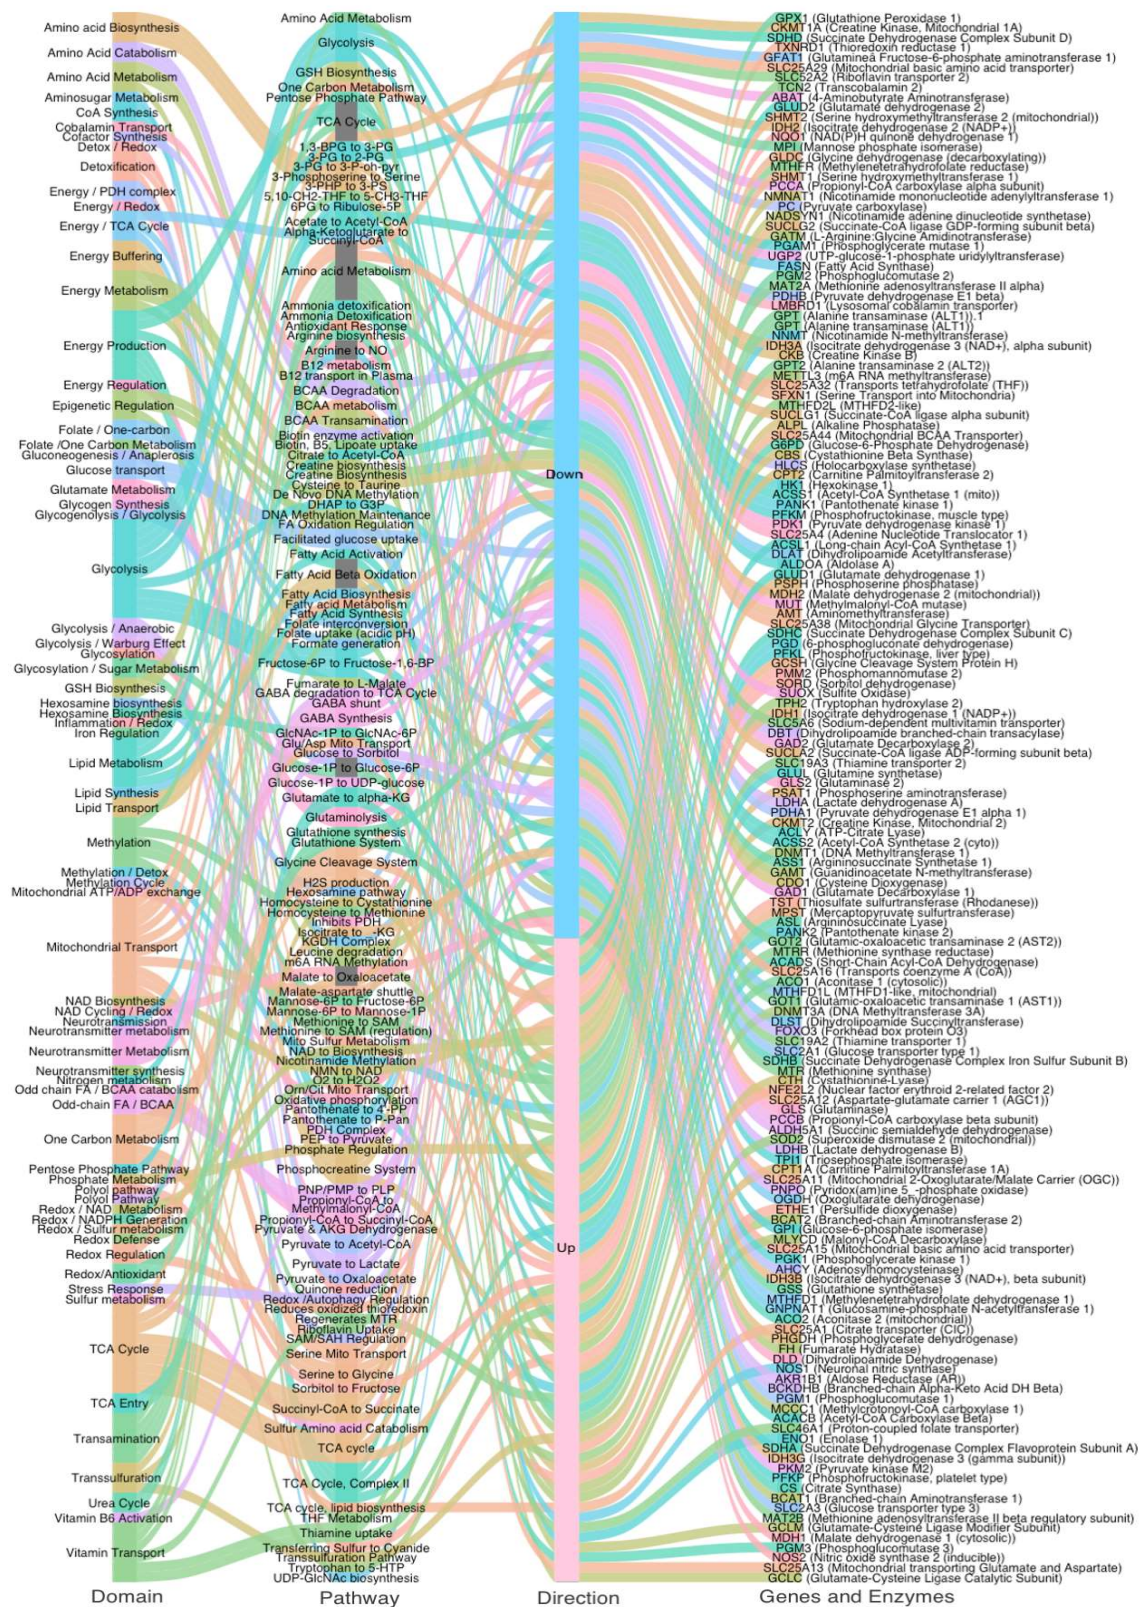 Amino acid Biosynthesis
Amino Acid Catabolism
Amino Acid Metabolism
Aminosugar Metabolism
CoA Synthesis
Cobalamin Transport
Cofactor Synthesis
Detox / Redox
Detoxification
Energy / PDH complex
Energy / Redox
Energy / TCA Cycle
Energy Buffering
Energy Metabolism
Energy Production
Energy Regulation
Epigenetic Regulation
Folate / One-carbon
Folate /One Carbon Metabolism
Gluconeogenesis / Anaplerosis
Glucose transport
Glutamate Metabolism
Glycogen Synthesis
Glycogenolysis / Glycolysis
Glycolysis
Glycolysis / Anaerobic
Glycolysis / Warburg Effect
Glycosylation
Glycosylation / Sugar Metabolism
GSH Biosynthesis
Hexosamine biosynthesis
Hexosamine Biosynthesis
Inflammation / Redox
Iron Regulation
Lipid Metabolism
Lipid Synthesis
Lipid Transport
Methylation
Methylation / Detox
Methylation Cycle
Mitochondrial ATP/ADP exchange
Mitochondrial Transport
NAD Biosynthesis
NAD Cycling / Redox
Neurotransmission
Neurotransmitter metabolism
Neurotransmitter Metabolism
Neurotransmitter synthesis
Nitrogen metabolism
Odd chain FA / BCAA catabolism
Odd-chain FA / BCAA
One Carbon Metabolism
Pentose Phosphate Pathway
Phosphate Metabolism
Polyol pathway
Polyol Pathway
Redox / NAD Metabolism
Redox / NADPH Generation
Redox / Sulfur metabolism
Redox Defense
Redox Regulation
Redox/Antioxidant
Stress Response
Sulfur metabolism
TCA Cycle
TCA Entry
Transamination
Transsulfuration
Urea Cycle
Vitamin B6 Activation
Vitamin Transport
Domain
Amino Acid Metabolism
Glycolysis
GSH Biosynthesis
One Carbon Metabolism
Pentose Phosphate Pathway
TCA Cycle
1,3-BPG to 3-PG
3-PG to 2-PG
3-PG to 3-P-oh-pyr
3-Phosphoserine to Serine
3-PHP to 3-PS
5,10-CH2-THF to 5-CH3-THF
6PG to Ribulose-5P
Acetate to Acetyl-CoA
Alpha-Ketoglutarate to
Succinyl-CoA
Amino acid Metabolism
Ammonia detoxification
Ammonia Detoxification
Antioxidant Response
Arginine biosynthesis
Arginine to NO
B12 metabolism
B12 transport in Plasma
BCAA Degradation
BCAA metabolism
BCAA Transamination
Biotin enzyme activation
Biotin, B5, Lipoate uptake
Citrate to Acetyl-CoA
Creatine biosynthesis
Creatine Biosynthesis
Cysteine to Taurine
De Novo DNA Methylation
DHAP to G3P
DNA Methylation Maintenance
FA Oxidation Regulation
Facilitated glucose uptake
Fatty Acid Activation
Fatty Acid Beta Oxidation
Fatty Acid Biosynthesis
Fatty acid Metabolism
Fatty Acid Synthesis
Folate interconversion
Folate uptake (acidic pH)
Formate generation
Fructose-6P to Fructose-1,6-BP
Fumarate to L-Malate
GABA degradation to TCA Cycle
GABA shunt
GABA Synthesis
GlcNAc-1P to GlcNAc-6P
Glu/Asp Mito Transport
Glucose to Sorbitol
Glucose-1P to Glucose-6P
Glucose-1P to UDP-glucose
Glutamate to alpha-KG
Glutaminolysis
Glutathione synthesis
Glutathione System
Glycine Cleavage System
H2S production
Hexosamine pathway
Homocysteine to Cystathionine
Homocysteine to Methionine
Inhibits PDH
Isocitrate to _-KG
KGDH Complex
Leucine degradation
m6A RNA Methylation
Malate to Oxaloacetate
Malate-aspartate shuttle
Mannose-6P to Fructose-6P
Mannose-6P to Mannose-1P
Methionine to SAM
Methionine to SAM (regulation)
Mito Sulfur Metabolism
NAD to Biosynthesis
Nicotinamide Methylation
NMN to NAD
O2 to H2O2
Orn/Cit Mito Transport
Oxidative phosphorylation
Pantothenate to 4'-PP
Pantothenate to P-Pan
PDH Complex
PEP to Pyruvate
Phosphate Regulation
Phosphocreatine System
PNP/PMP to PLP
Propionyl-CoA to
Methylmalonyl-CoA
Propionyl-CoA to Succinyl-CoA
Pyruvate & AKG Dehydrogenase
Pyruvate to Acetyl-CoA
Pyruvate to Lactate
Pyruvate to Oxaloacetate
Quinone reduction
Redox /Autophagy Regulation
Reduces oxidized thioredoxin
Regenerates MTR
Riboflavin Uptake
SAM/SAH Regulation
Serine Mito Transport
Serine to Glycine
Sorbitol to Fructose
Succinyl-CoA to Succinate
Sulfur Amino acid Catabolism
TCA cycle
TCA Cycle, Complex II
TCA cycle, lipid biosynthesis
THF Metabolism
Thiamine uptake
Transferring Sulfur to Cyanide
Transsulfuration Pathway
Tryptophan to 5-HTP
UDP-GlcNAc biosynthesis
Pathway
Down
Up
Direction
GPX1 (Glutathione Peroxidase 1)
CKMT1A (Creatine Kinase, Mitochondrial 1A)
SDHD (Succinate Dehydrogenase Complex Subunit D)
TXNRD1 (Thioredoxin reductase 1)
GFAT1 (Glutamineâ Fructose-6-phosphate aminotransferase 1)
SLC25A29 (Mitochondrial basic amino acid transporter)
SLC52A2 (Riboflavin transporter 2)
TCN2 (Transcobalamin 2)
ABAT (4-Aminobutyrate Aminotransferase)
GLUD2 (Glutamate dehydrogenase 2)
SHMT2 (Serine hydroxymethyltransferase 2 (mitochondrial))
IDH2 (Isocitrate dehydrogenase 2 (NADP+))
NQO1 (NAD(P)H quinone dehydrogenase 1)
MPI (Mannose phosphate isomerase)
GLDC (Glycine dehydrogenase (decarboxylating))
MTHFR (Methylenetetrahydrofolate reductase)
SHMT1 (Serine hydroxymethyltransferase 1)
PCCA (Propionyl-CoA carboxylase alpha subunit)
NMNAT1 (Nicotinamide mononucleotide adenylyltransferase 1)
PC (Pyruvate carboxylase)
NADSYN1 (Nicotinamide adenine dinucleotide synthetase)
SUCLG2 (Succinate-CoA ligase GDP-forming subunit beta)
GATM (L-Arginine:Glycine Amidinotransferase)
PGAM1 (Phosphoglycerate mutase 1)
UGP2 (UTP-glucose-1-phosphate uridylyltransferase)
FASN (Fatty Acid Synthase)
PGM2 (Phosphoglucomutase 2)
MAT2A (Methionine adenosyltransferase II alpha)
PDHB (Pyruvate dehydrogenase E1 beta)
LMBRD1 (Lysosomal cobalamin transporter)
GPT (Alanine transaminase (ALT1)).1
GPT (Alanine transaminase (ALT1))
NNMT (Nicotinamide N-methyltransferase)
IDH3A (Isocitrate dehydrogenase 3 (NAD+), alpha subunit)
CKB (Creatine Kinase B)
GPT2 (Alanine transaminase 2 (ALT2))
METTL3 (m6A RNA methyltransferase)
SLC25A32 (Transports tetrahydrofolate (THF))
SFXN1 (Serine Transport into Mitochondria)
MTHFD2L (MTHFD2-like)
SUCLG1 (Succinate-CoA ligase alpha subunit)
ALPL (Alkaline Phosphatase)
SLC25A44 (Mitochondrial BCAA Transporter)
G6PD (Glucose-6-Phosphate Dehydrogenase)
CBS (Cystathionine Beta Synthase)
HLCS (Holocarboxylase synthetase)
CPT2 (Carnitine Palmitoyltransferase 2)
HK1 (Hexokinase 1)
ACSS1 (Acetyl-CoA Synthetase 1 (mito))
PANK1 (Pantothenate kinase 1)
PFKM (Phosphofructokinase, muscle type)
PDK1 (Pyruvate dehydrogenase kinase 1)
SLC25A4 (Adenine Nucleotide Translocator 1)
ACSL1 (Long-chain Acyl-CoA Synthetase 1)
DLAT (Dihydrolipoamide Acetyltransferase)
ALDOA (Aldolase A)
GLUD1 (Glutamate dehydrogenase 1)
PSPH (Phosphoserine phosphatase)
MDH2 (Malate dehydrogenase 2 (mitochondrial))
MUT (Methylmalonyl-CoA mutase)
AMT (Aminomethyltransferase)
SLC25A38 (Mitochondrial Glycine Transporter)
SDHC (Succinate Dehydrogenase Complex Subunit C)
PGD (6-phosphogluconate dehydrogenase)
PFKL (Phosphofructokinase, liver type)
GCSH (Glycine Cleavage System Protein H)
PMM2 (Phosphomannomutase 2)
SORD (Sorbitol dehydrogenase)
SUOX (Sulfite Oxidase)
TPH2 (Tryptophan hydroxylase 2)
IDH1 (Isocitrate dehydrogenase 1 (NADP+))
SLC5A6 (Sodium-dependent multivitamin transporter)
DBT (Dihydrolipoamide branched-chain transacylase)
GAD2 (Glutamate Decarboxylase 2)
SUCLA2 (Succinate-CoA ligase ADP-forming subunit beta)
SLC19A3 (Thiamine transporter 2)
GLUL (Glutamine synthetase)
GLS2 (Glutaminase 2)
PSAT1 (Phosphoserine aminotransferase)
LDHA (Lactate dehydrogenase A)
PDHA1 (Pyruvate dehydrogenase E1 alpha 1)
CKMT2 (Creatine Kinase, Mitochondrial 2)
ACLY (ATP-Citrate Lyase)
ACSS2 (Acetyl-CoA Synthetase 2 (cyto))
DNMT1 (DNA Methyltransferase 1)
ASS1 (Argininosuccinate Synthetase 1)
GAMT (Guanidinoacetate N-methyltransferase)
CDO1 (Cysteine Dioxygenase)
GAD1 (Glutamate Decarboxylase 1)
TST (Thiosulfate sulfurtransferase (Rhodanese))
MPST (Mercaptopyruvate sulfurtransferase)
ASL (Argininosuccinate Lyase)
PANK2 (Pantothenate kinase 2)
GOT2 (Glutamic-oxaloacetic transaminase 2 (AST2))
MTRR (Methionine synthase reductase)
ACADS (Short-Chain Acyl-CoA Dehydrogenase)
SLC25A16 (Transports coenzyme A (CoA))
ACO1 (Aconitase 1 (cytosolic))
MTHFD1L (MTHFD1-like, mitochondrial)
GOT1 (Glutamic-oxaloacetic transaminase 1 (AST1))
DNMT3A (DNA Methyltransferase 3A)
DLST (Dihydrolipoamide Succinyltransferase)
FOXO3 (Forkhead box protein O3)
SLC19A2 (Thiamine transporter 1)
SLC2A1 (Glucose transporter type 1)
SDHB (Succinate Dehydrogenase Complex Iron Sulfur Subunit B)
MTR (Methionine synthase)
CTH (Cystathionine-Lyase)
NFE2L2 (Nuclear factor erythroid 2-related factor 2)
SLC25A12 (Aspartate-glutamate carrier 1 (AGC1))
GLS (Glutaminase)
PCCB (Propionyl-CoA carboxylase beta subunit)
ALDH5A1 (Succinic semialdehyde dehydrogenase)
SOD2 (Superoxide dismutase 2 (mitochondrial))
LDHB (Lactate dehydrogenase B)
TPI1 (Triosephosphate isomerase)
CPT1A (Carnitine Palmitoyltransferase 1A)
SLC25A11 (Mitochondrial 2-Oxoglutarate/Malate Carrier (OGC))
PNPO (Pyridox(am)ine 5_-phosphate oxidase)
OGDH (Oxoglutarate dehydrogenase)
ETHE1 (Persulfide dioxygenase)
BCAT2 (Branched-chain Aminotransferase 2)
GPI (Glucose-6-phosphate isomerase)
MLYCD (Malonyl-CoA Decarboxylase)
SLC25A15 (Mitochondrial basic amino acid transporter)
PGK1 (Phosphoglycerate kinase 1)
AHCY (Adenosylhomocysteinase)
IDH3B (Isocitrate dehydrogenase 3 (NAD+), beta subunit)
GSS (Glutathione synthetase)
MTHFD1 (Methylenetetrahydrofolate dehydrogenase 1)
GNPNAT1 (Glucosamine-phosphate N-acetyltransferase 1)
ACO2 (Aconitase 2 (mitochondrial))
SLC25A1 (Citrate transporter (CIC))
PHGDH (Phosphoglycerate dehydrogenase)
FH (Fumarate Hydratase)
DLD (Dihydrolipoamide Dehydrogenase)
NOS1 (Neuronal nitric synthase)
AKR1B1 (Aldose Reductase (AR))
BCKDHB (Branched-chain Alpha-Keto Acid DH Beta)
PGM1 (Phosphoglucomutase 1)
MCCC1 (Methylcrotonoyl-CoA carboxylase 1)
ACACB (Acetyl-CoA Carboxylase Beta)
SLC46A1 (Proton-coupled folate transporter)
ENO1 (Enolase 1)
SDHA (Succinate Dehydrogenase Complex Flavoprotein Subunit A)
IDH3G (Isocitrate dehydrogenase 3 (gamma subunit))
PKM2 (Pyruvate kinase M2)
PFKP (Phosphofructokinase, platelet type)
CS (Citrate Synthase)
BCAT1 (Branched-chain Aminotransferase 1)
SLC2A3 (Glucose transporter type 3)
MAT2B (Methionine adenosyltransferase II beta regulatory subunit)
GCLM (Glutamate-Cysteine Ligase Modifier Subunit)
MDH1 (Malate dehydrogenase 1 (cytosolic))
PGM3 (Phosphoglucomutase 3)
NOS2 (Nitric oxide synthase 2 (inducible))
SLC25A13 (Mitochondrial transporting Glutamate and Aspartate)
GCLC (Glutamate-Cysteine Ligase Catalytic Subunit)
Genes and Enzymes